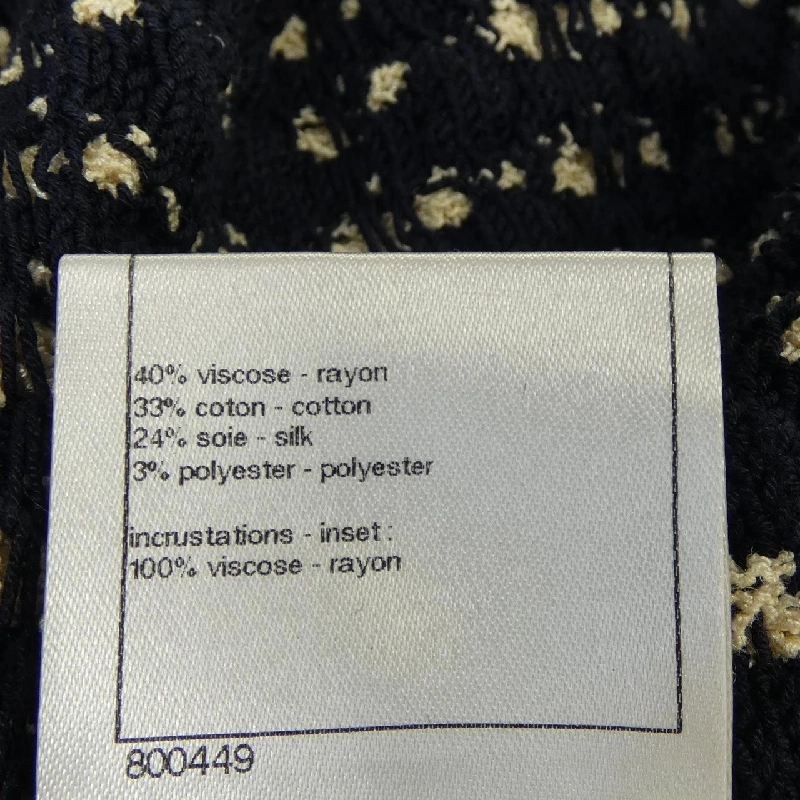 40% viscose - rayon
33% coton - cotton
24% soie - silk
3% polyester - polyester
incrustations - inset :
100% viscose - rayon
800449